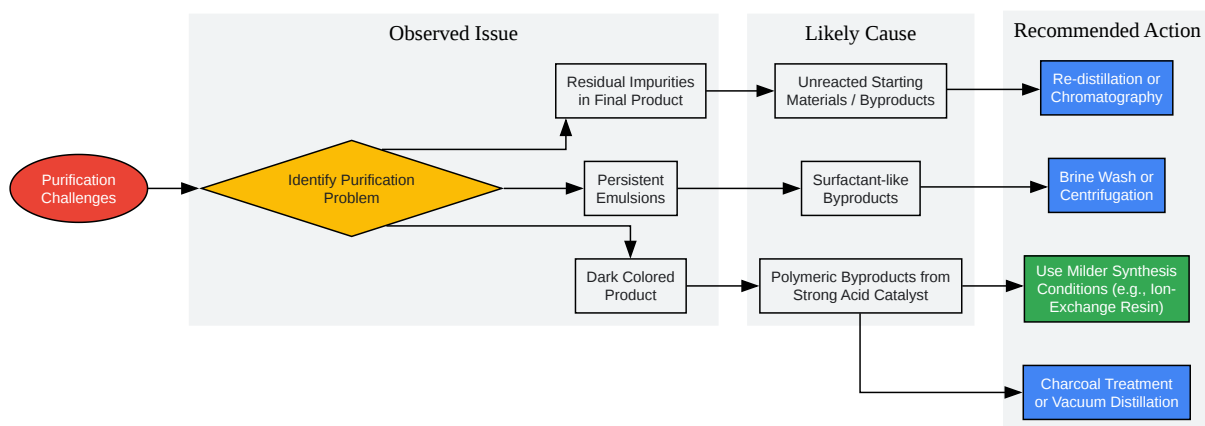 Observed Issue
Likely Cause
Recommended Action
Purification
Challenges
Identify Purification
Problem
Residual Impurities
in Final Product
Unreacted Starting
Materials / Byproducts
Re-distillation or
Chromatography
Persistent
Emulsions
Surfactant-like
Byproducts
Brine Wash or
Centrifugation
Dark Colored
Product
Polymeric Byproducts from
Strong Acid Catalyst
Use Milder Synthesis
Conditions (e.g., Ion-
Exchange Resin)
Charcoal Treatment
or Vacuum Distillation